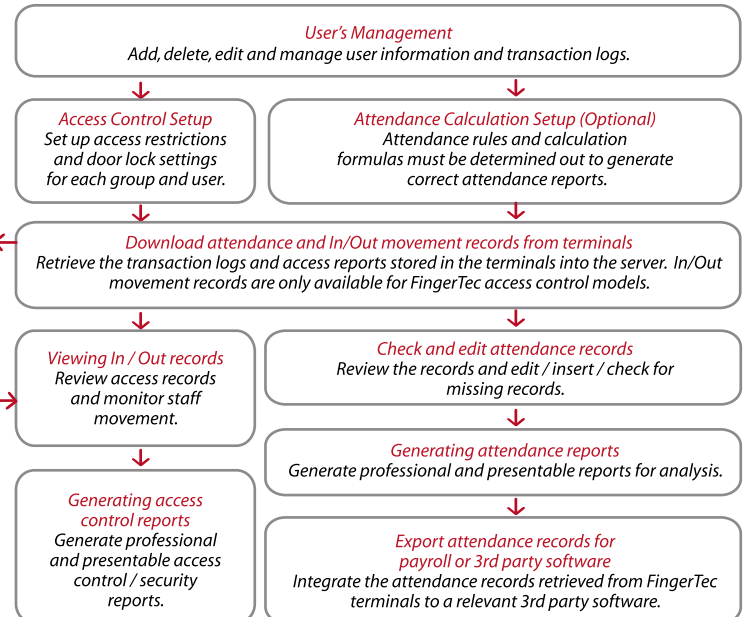 User's Management
Add, delete, edit and manage user information and transaction logs.
Access Control Setup
Set up access restrictions
and door lock settings
for each group and user.
Attendance Calculation Setup (Optional)
Attendance rules and calculation
formulas must be determined out to generate
correct attendance reports.
Download attendance and In/Out movement records from terminals
Retrieve the transaction logs and access reports stored in the terminals into the server. In/Out
movement records are only available for FingerTec access control models.
Viewing In / Out records
Review access records
and monitor staff
movement.
Check and edit attendance records
Review the records and edit / insert / check for
missing records.
Generating attendance reports
Generate professional and presentable reports for analysis.
Generating access
control reports
Generate professional
and presentable access
control / security
reports.
Export attendance records for
payroll or 3rd party software
Integrate the attendance records retrieved from FingerTec
terminals to a relevant 3rd party software.